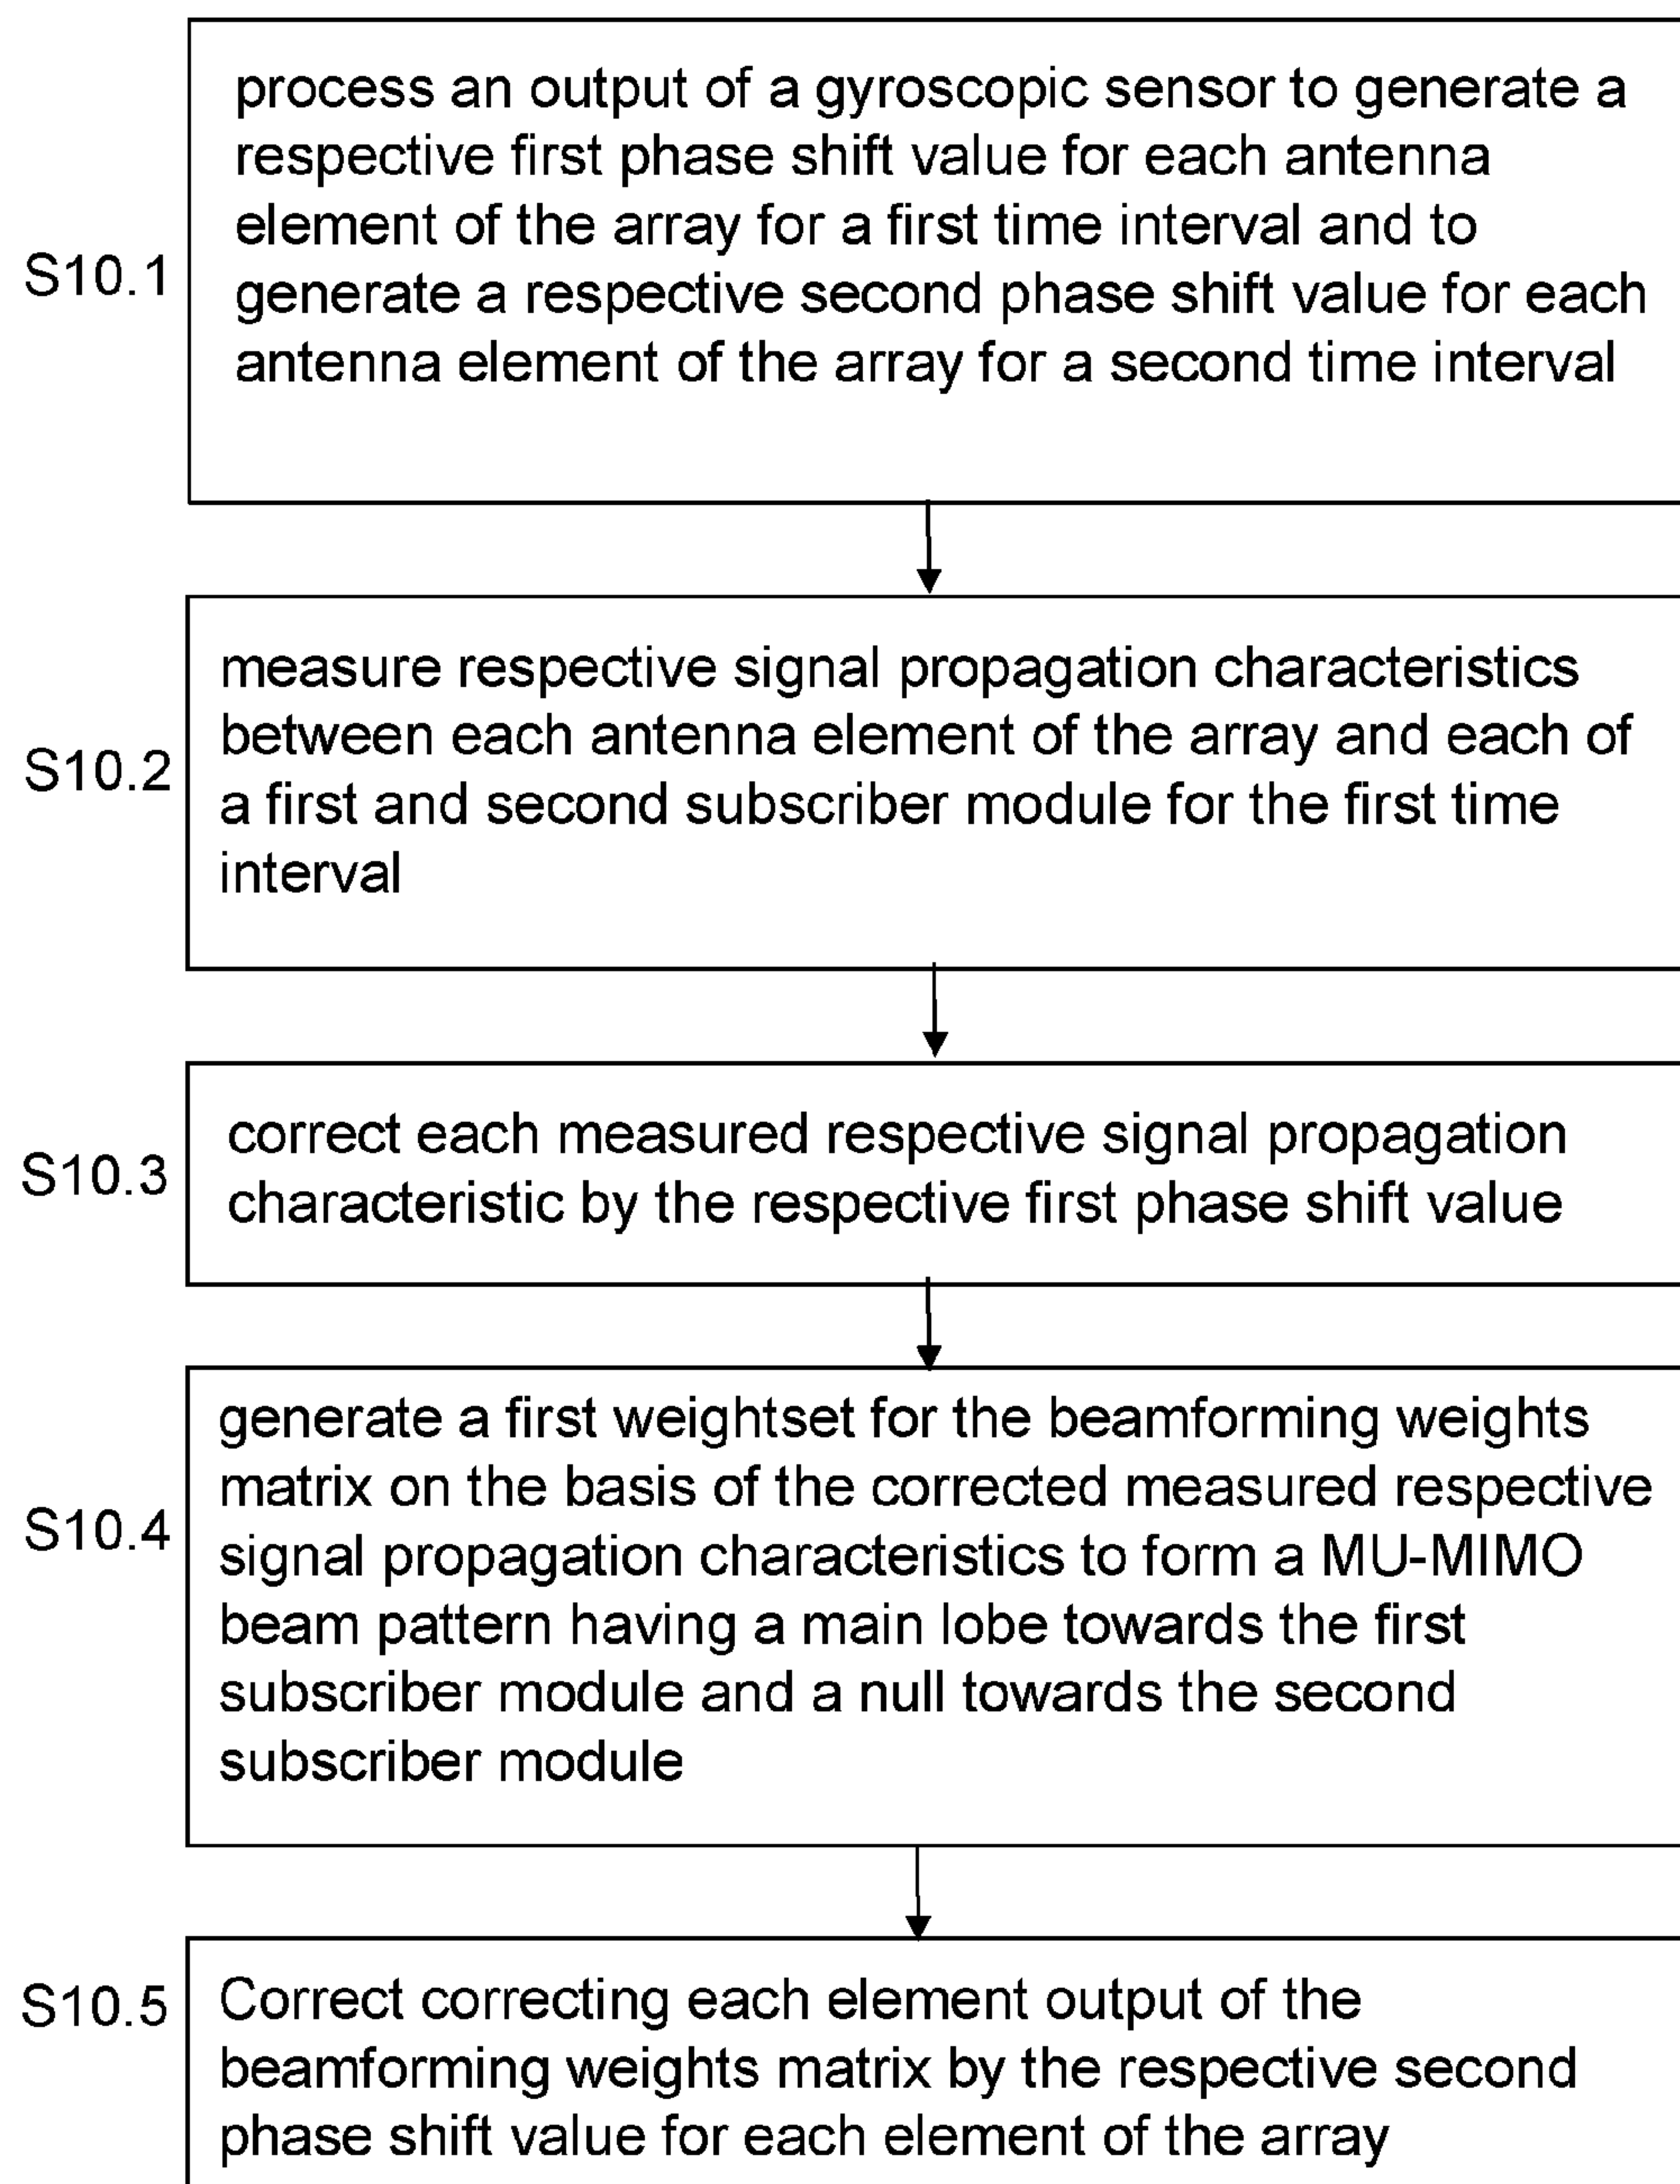 process an output of a gyroscopic sensor to generate a
respective first phase shift value for each antenna
element of the array for a first time interval and to
S10.1
generate a respective second phase shift value for each
antenna element of the array for a second time interval
measure respective signal propagation characteristics
between each antenna element of the array and each of
S10.2
a first and second subscriber module for the first time
interval
correct each measured respective signal propagation
S10.3
characteristic by the respective first phase shift value
generate a first weightset for the beamforming weights
matrix on the basis of the corrected measured respective
S10.4
signal propagation characteristics to form a MU-MIMO
beam pattern having a main lobe towards the first
subscriber module and a null towards the second
subscriber module
S10.5
Correct correcting each element output of the
beamforming weights matrix by the respective second
phase shift value for each element of the array